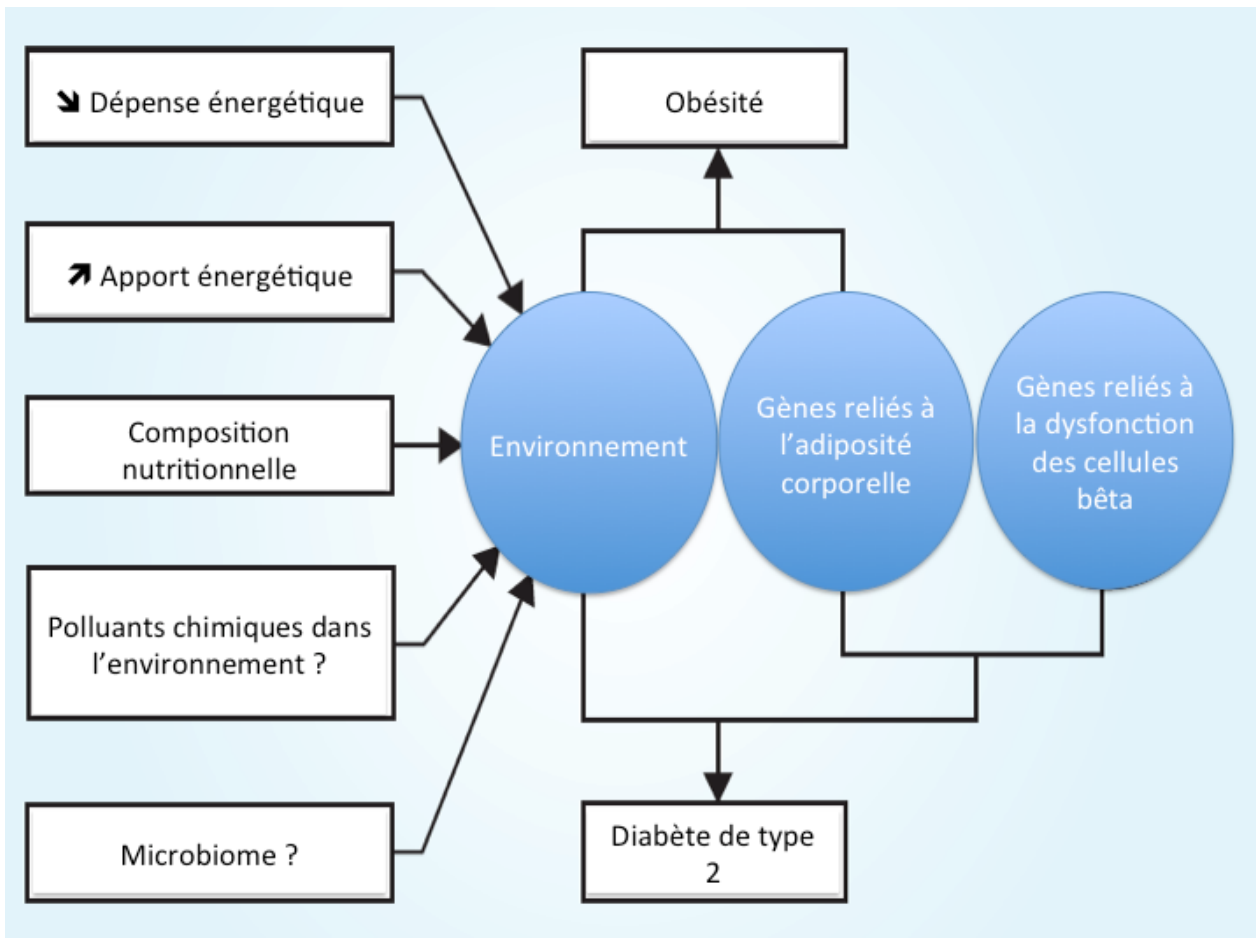 ➘ Dépense énergétique
Obésité
➚ Apport énergétique
Composition
nutritionnelle
Environnement
Gènes reliés à
l'adiposité
corporelle
Gènes reliés à
la dysfonction
des cellules
bêta
Polluants chimiques dans
l'environnement ?
Microbiome ?
Diabète de type
2